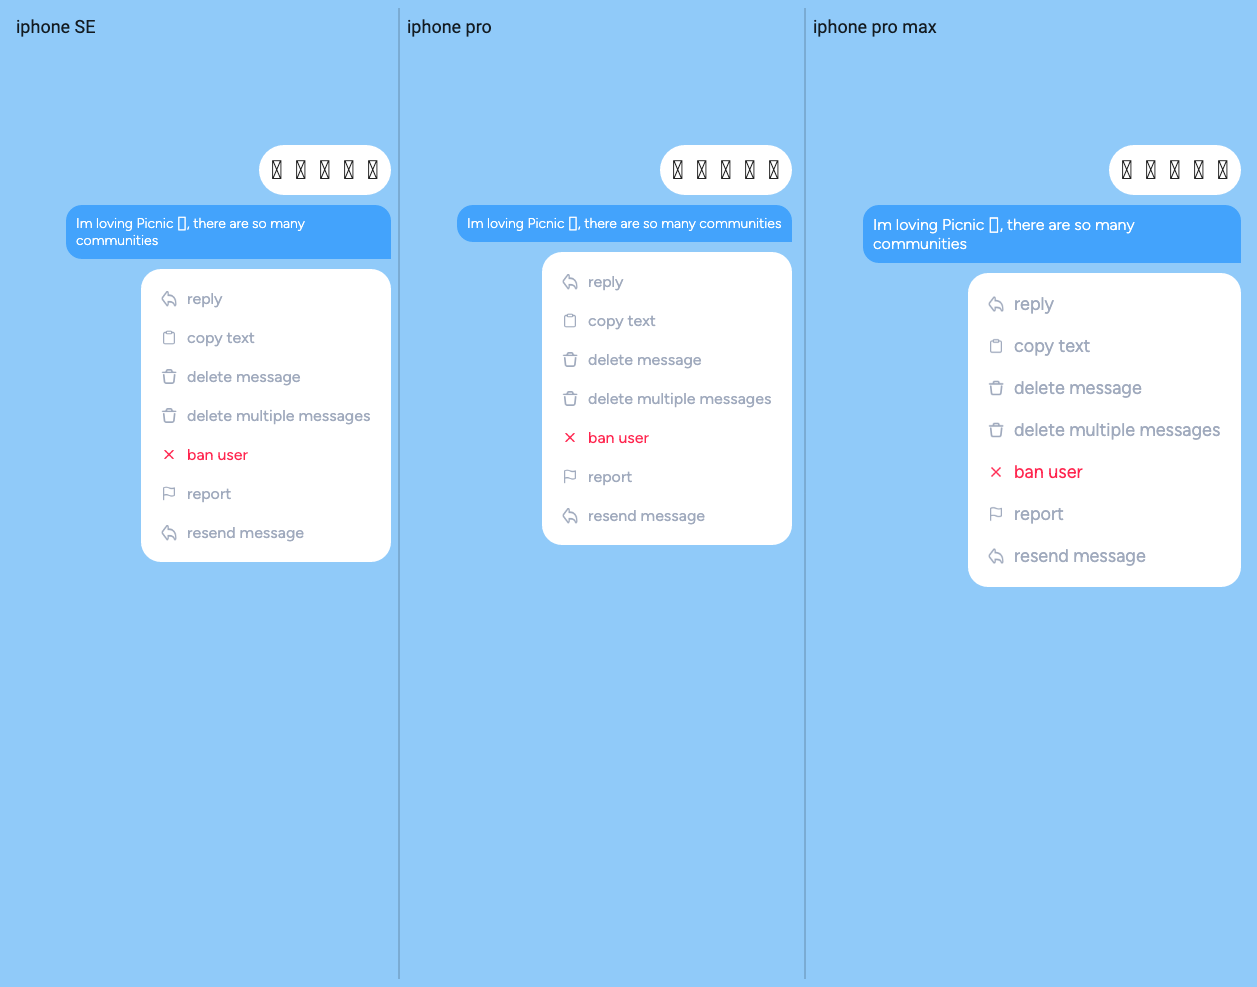 iphone SE
Im loving Picnic , there are so many
communities
reply
copy text
delete message
delete multiple messages
ban user
report
resend message
iphone pro
Im loving Picnic , there are so many communities
reply
copy text
delete message
delete multiple messages
ban user
report
resend message
iphone pro max
Im loving Picnic , there are so many
communities
reply
copy text
delete message
delete multiple messages
ban user
report
resend message